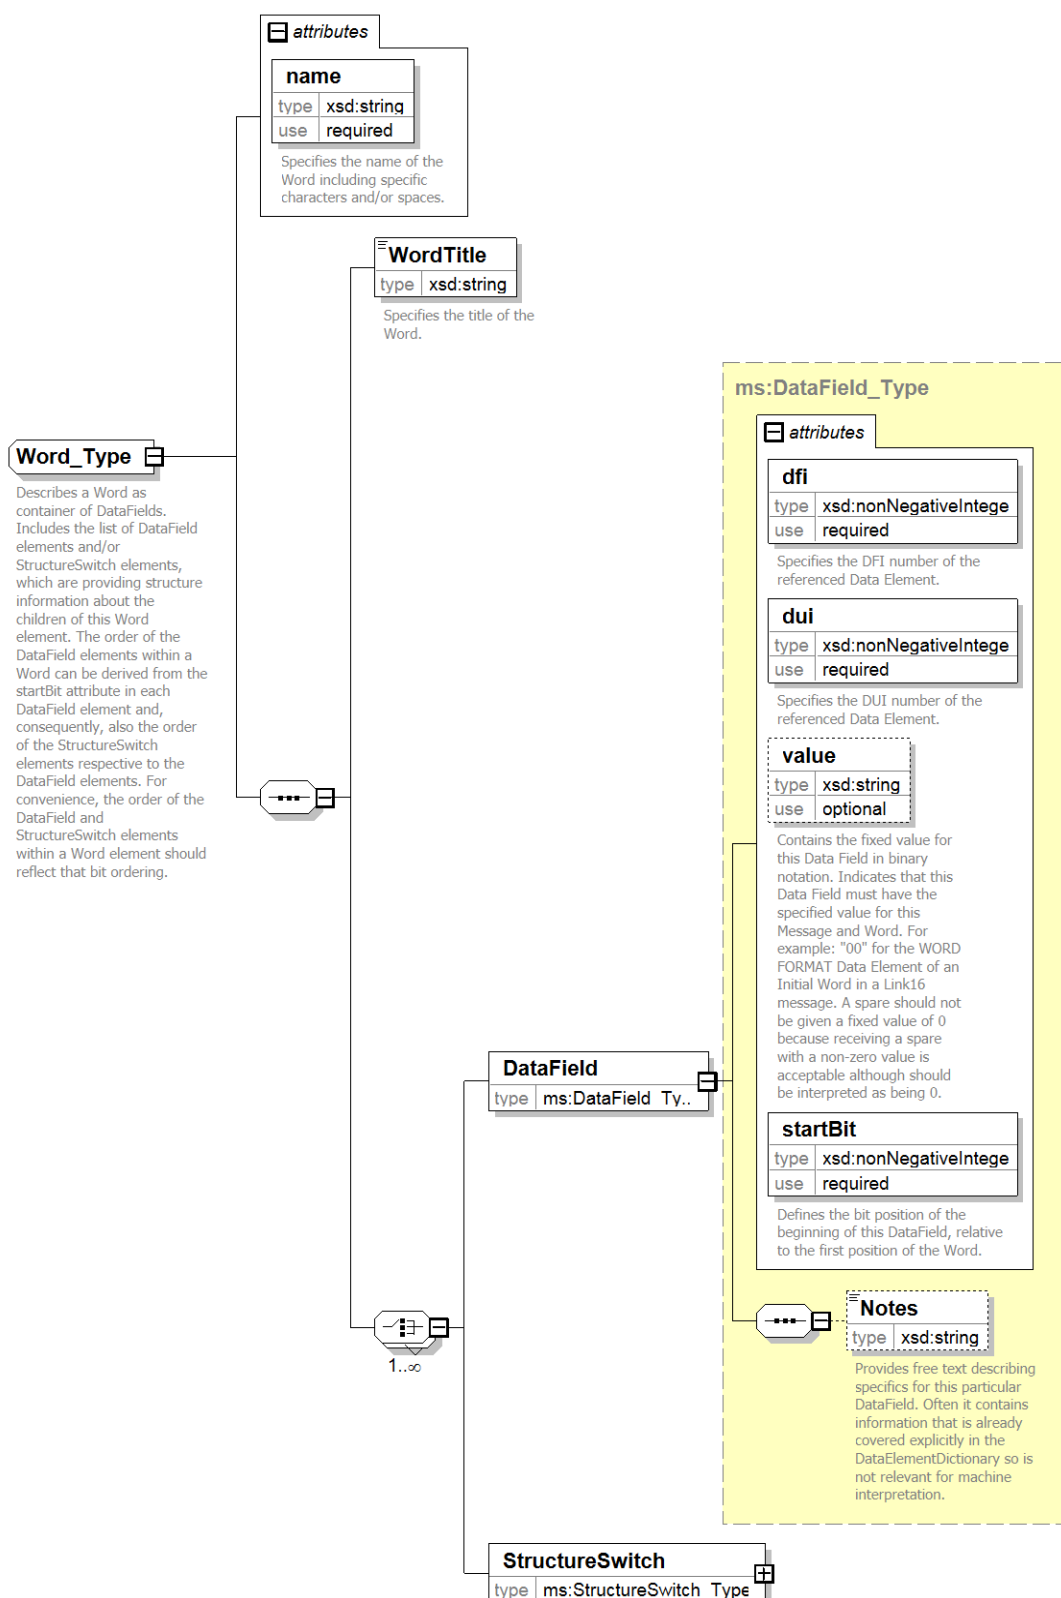 attributes
name
type xsd:string
use required
Specifies the name of the
Word including specific
characters and/or spaces.
WordTitle
type xsd:string
Specifies the title of the
Word.
Word_Type
Describes a Word as
container of DataFields.
Includes the list of DataField
elements and/or
StructureSwitch elements,
which are providing structure
information about the
children of this Word
element. The order of the
DataField elements within a
Word can be derived from the
startBit attribute in each
DataField element and,
consequently, also the order
of the StructureSwitch
elements respective to the
DataField elements. For
convenience, the order of the
DataField and
StructureSwitch elements
within a Word element should
reflect that bit ordering.
ms:DataField_Type
attributes
dfi
type xsd:nonNegativeIntege
use required
Specifies the DFI number of the
referenced Data Element.
dui
type xsd:nonNegativeIntege
use required
Specifies the DUI number of the
referenced Data Element.
value
type xsd:string
use optional
Contains the fixed value for
this Data Field in binary
notation. Indicates that this
Data Field must have the
specified value for this
Message and Word. For
example: "00" for the WORD
FORMAT Data Element of an
Initial Word in a Link16
message. A spare should not
be given a fixed value of 0
because receiving a spare
with a non-zero value is
acceptable although should
be interpreted as being 0.
startBit
type xsd:nonNegativeIntege
use required
Defines the bit position of the
beginning of this DataField, relative
to the first position of the Word.
DataField
type ms:DataField_Ty..
Notes
type xsd:string
Provides free text describing
specifics for this particular
DataField. Often it contains
information that is already
covered explicitly in the
DataElementDictionary so is
not relevant for machine
interpretation.
1..∞
StructureSwitch
type ms:StructureSwitch_Type